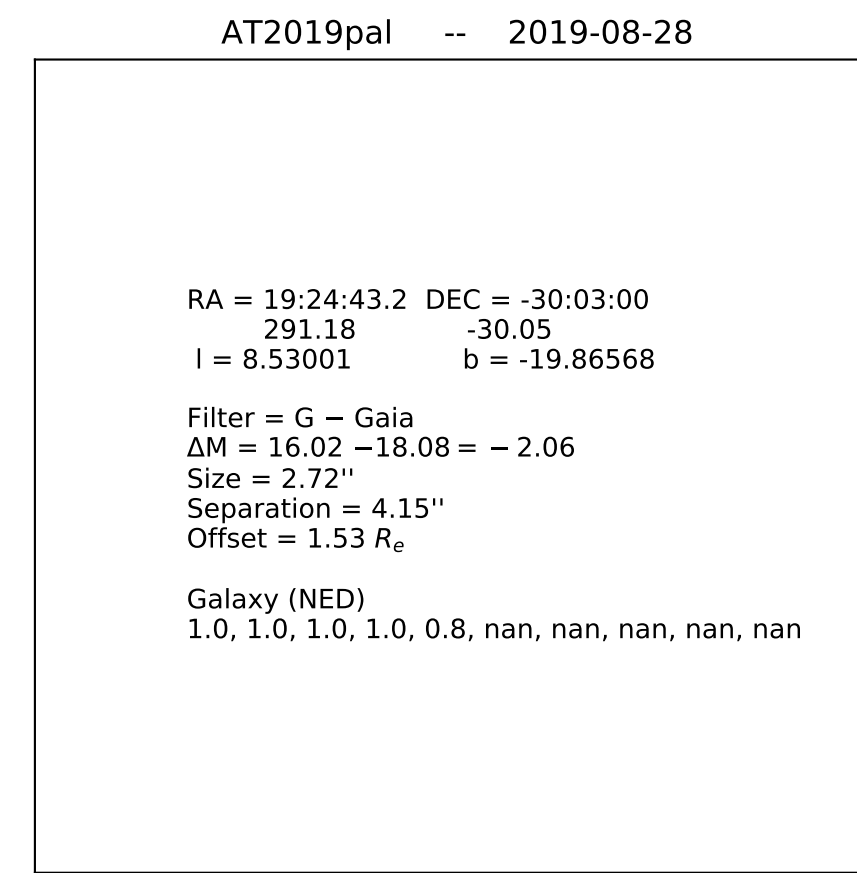 AT2019pal -- 2019-08-28
RA = 19:24:43.2 DEC = -30:03:00
291.18 -30.05
l = 8.53001 b = -19.86568
Filter = G − Gaia
ΔM = 16.02 −18.08 = − 2.06
Size = 2.72''
Separation = 4.15''
Offset = 1.53 Rₑ
Galaxy (NED)
1.0, 1.0, 1.0, 1.0, 0.8, nan, nan, nan, nan, nan